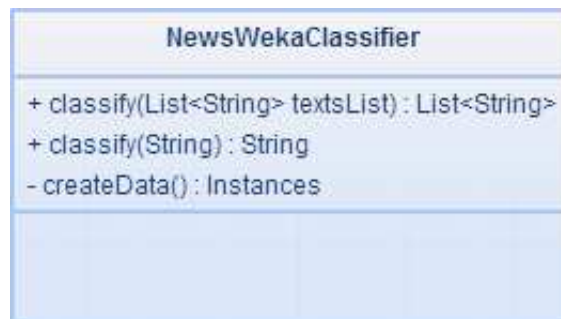 NewsWekaClassifier
+ classify(List<String> textsList) : List<String>
+ classify(String) : String
- createData() : Instances